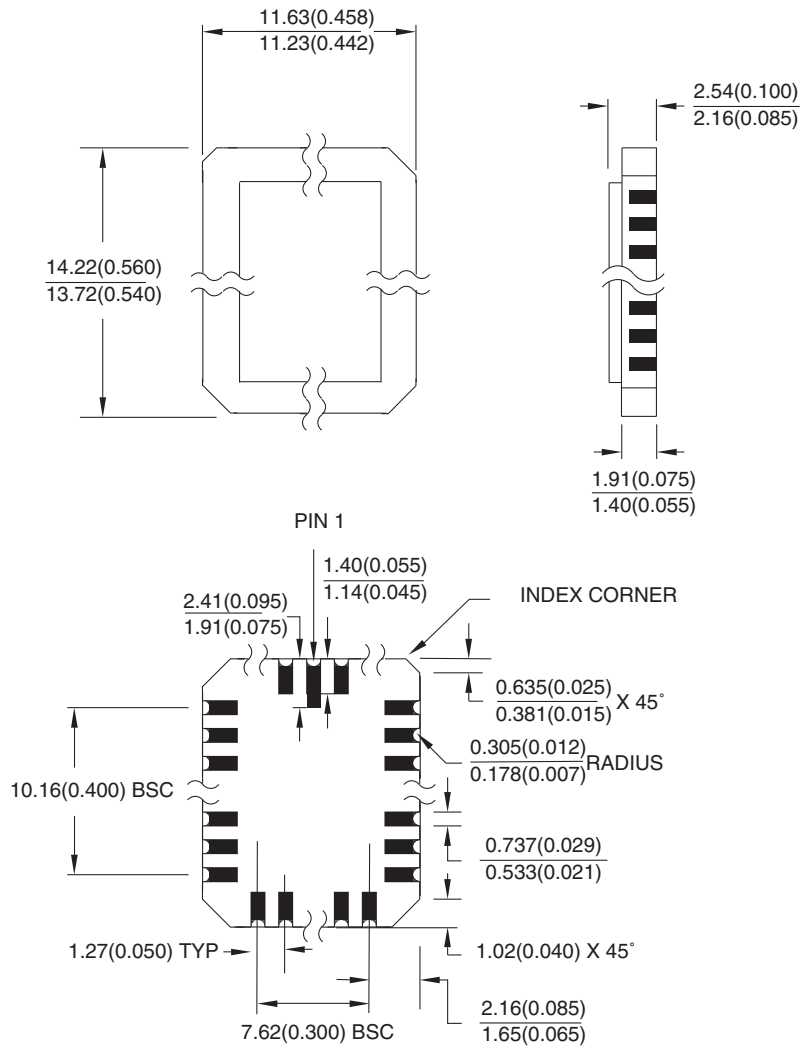 11.63(0.458)
11.23(0.442)
2.54(0.100)
2.16(0.085)
14.22(0.560)
13.72(0.540)
1.91(0.075)
1.40(0.055)
PIN 1
1.40(0.055)
1.14(0.045)
INDEX CORNER
2.41(0.095)
1.91(0.075)
0.635(0.025)
0.381(0.015)
X 45°
0.305(0.012)
0.178(0.007)
RADIUS
10.16(0.400) BSC
0.737(0.029)
0.533(0.021)
1.27(0.050) TYP
1.02(0.040) X 45°
2.16(0.085)
1.65(0.065)
7.62(0.300) BSC